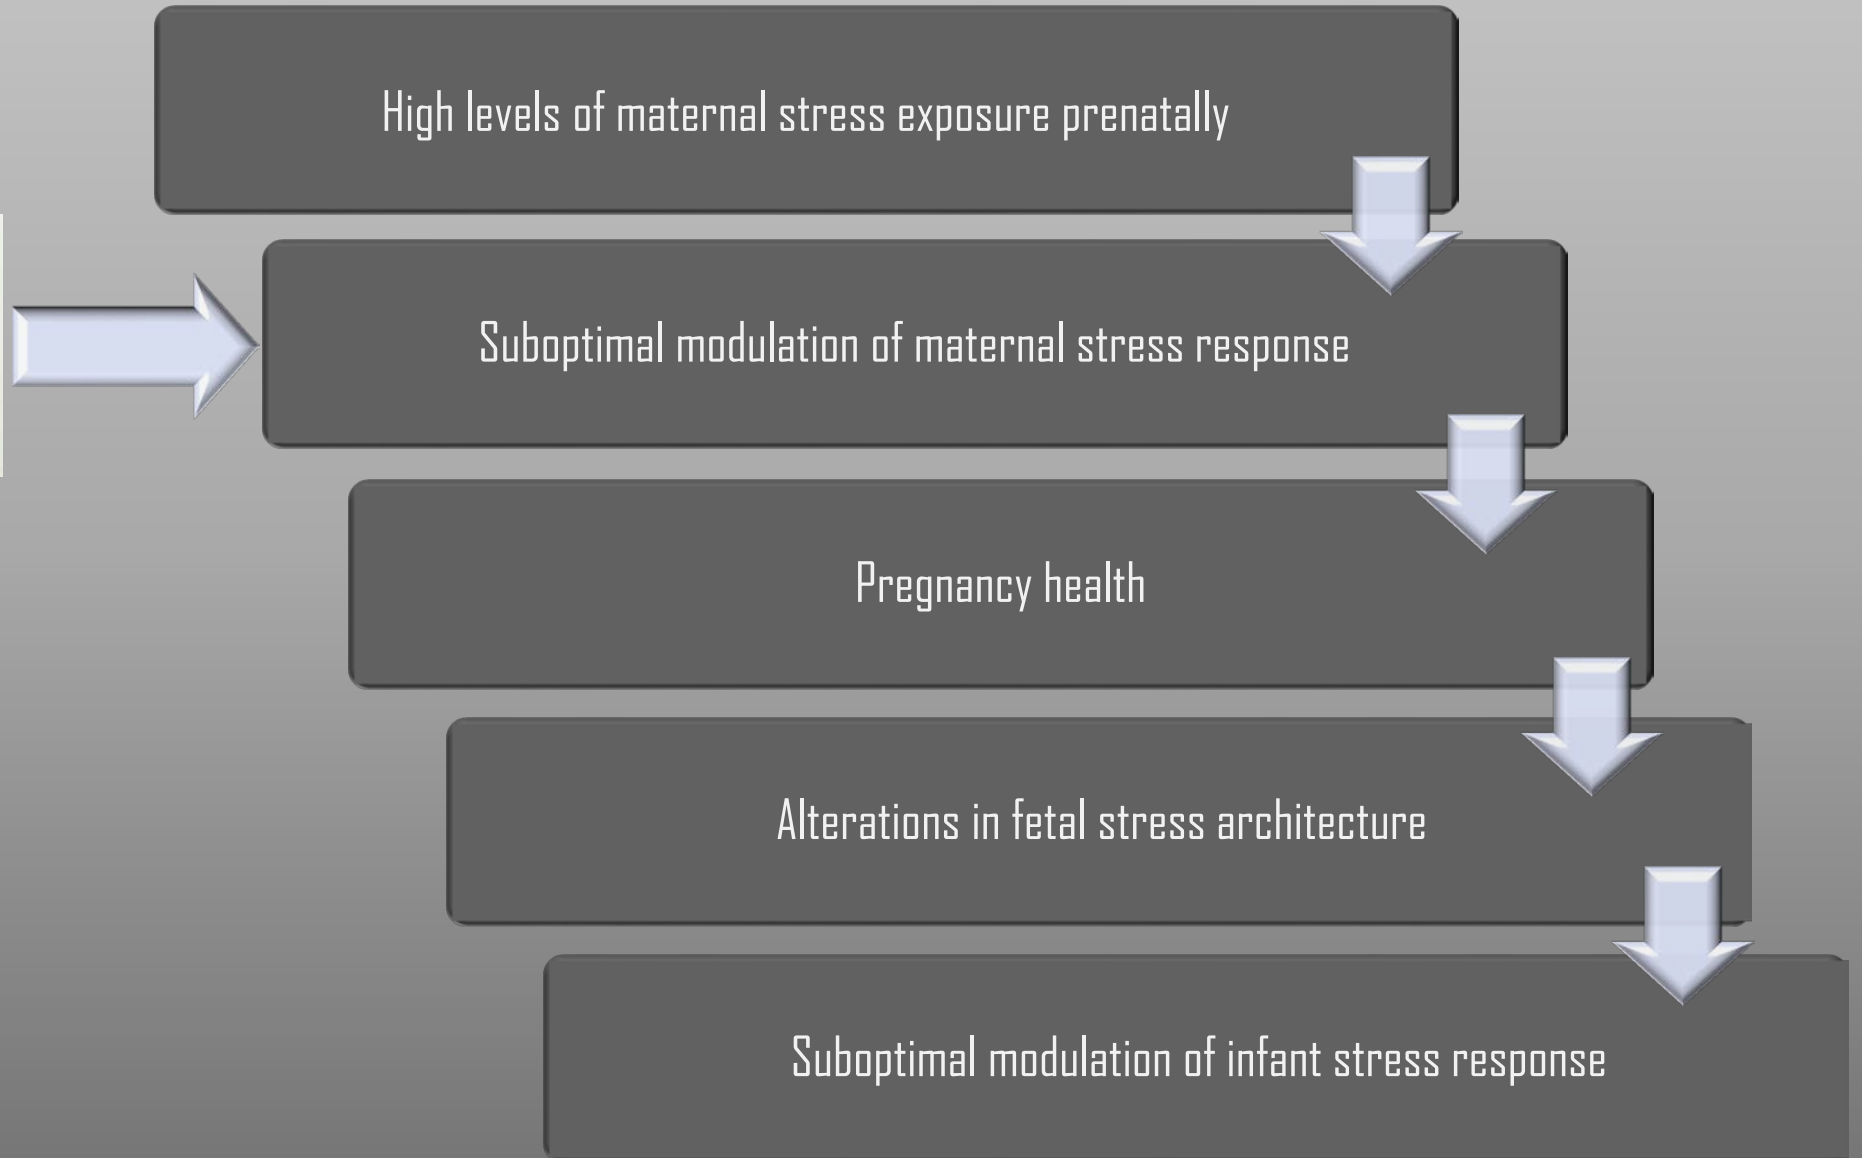 High levels of maternal stress exposure prenatally
Suboptimal modulation of maternal stress response
Pregnancy health
Alterations in fetal stress architecture
Suboptimal modulation of infant stress response